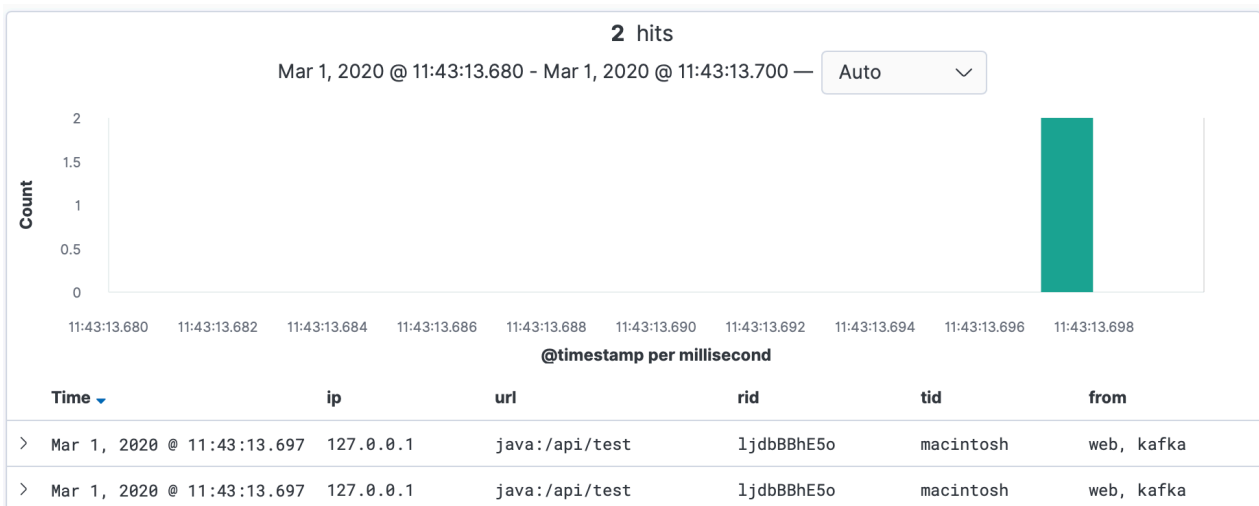 2 hits
Mar 1, 2020 @ 11:43:13.680 - Mar 1, 2020 @ 11:43:13.700 — Auto
2
1.5
1
0.5
0
Count
11:43:13.680 11:43:13.682 11:43:13.684 11:43:13.686 11:43:13.688 11:43:13.690 11:43:13.692 11:43:13.694 11:43:13.696 11:43:13.698
@timestamp per millisecond
Time ip url rid tid from
Mar 1, 2020 @ 11:43:13.697 127.0.0.1 java:/api/test ljdbBBhE5o macintosh web, kafka
Mar 1, 2020 @ 11:43:13.697 127.0.0.1 java:/api/test ljdbBBhE5o macintosh web, kafka